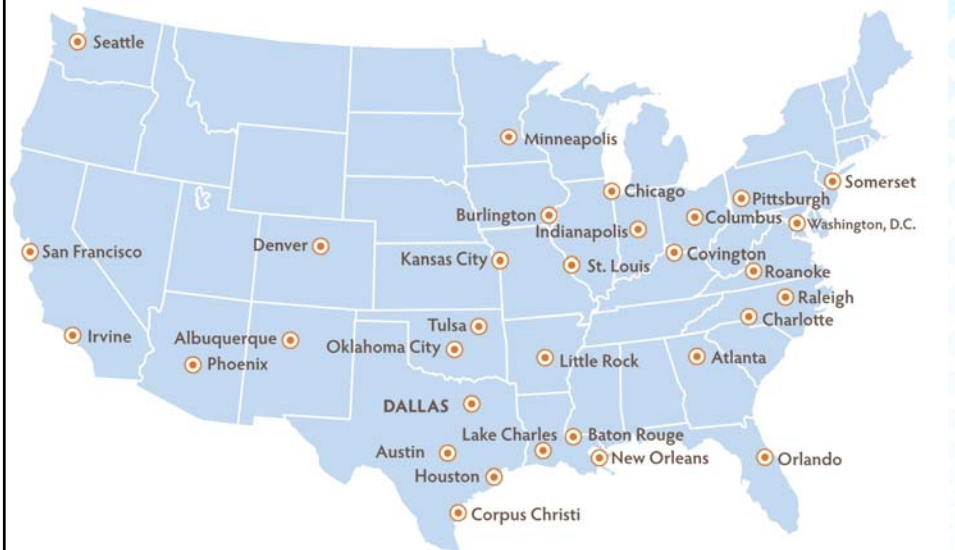 Seattle
Minneapolis
Chicago
Somerset
Pittsburgh
Burlington
Columbus
Washington, D.C.
Indianapolis
San Francisco
Denver
Kansas City
St. Louis
Covington
Roanoke
Raleigh
Charlotte
Irvine
Albuquerque
Tulsa
Oklahoma City
Phoenix
Little Rock
Atlanta
DALLAS
Lake Charles
Baton Rouge
Austin
New Orleans
Orlando
Houston
Corpus Christi